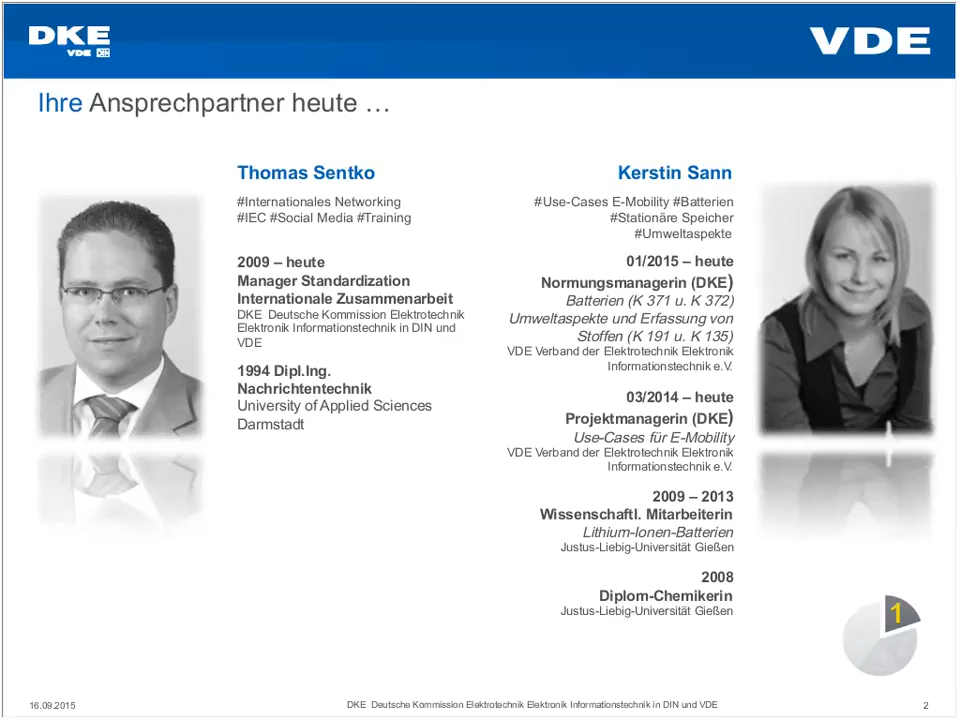 DKE
VDE DIN
VDE
Ihre Ansprechpartner heute …
Thomas Sentko
#Internationales Networking
#IEC #Social Media #Training
2009 – heute
Manager Standardization
Internationale Zusammenarbeit
DKE Deutsche Kommission Elektrotechnik
Elektronik Informationstechnik in DIN und
VDE
1994 Dipl.Ing.
Nachrichtentechnik
University of Applied Sciences
Darmstadt
Kerstin Sann
#Use-Cases E-Mobility #Batterien
#Stationäre Speicher
#Umweltaspekte
01/2015 – heute
Normungsmanagerin (DKE)
Batterien (K 371 u. K 372)
Umweltaspekte und Erfassung von
Stoffen (K 191 u. K 135)
VDE Verband der Elektrotechnik Elektronik
Informationstechnik e.V.
03/2014 – heute
Projektmanagerin (DKE)
Use-Cases für E-Mobility
VDE Verband der Elektrotechnik Elektronik
Informationstechnik e.V.
2009 – 2013
Wissenschaftl. Mitarbeiterin
Lithium-Ionen-Batterien
Justus-Liebig-Universität Gießen
2008
Diplom-Chemikerin
Justus-Liebig-Universität Gießen
1
16.09.2015
DKE Deutsche Kommission Elektrotechnik Elektronik Informationstechnik in DIN und VDE
2